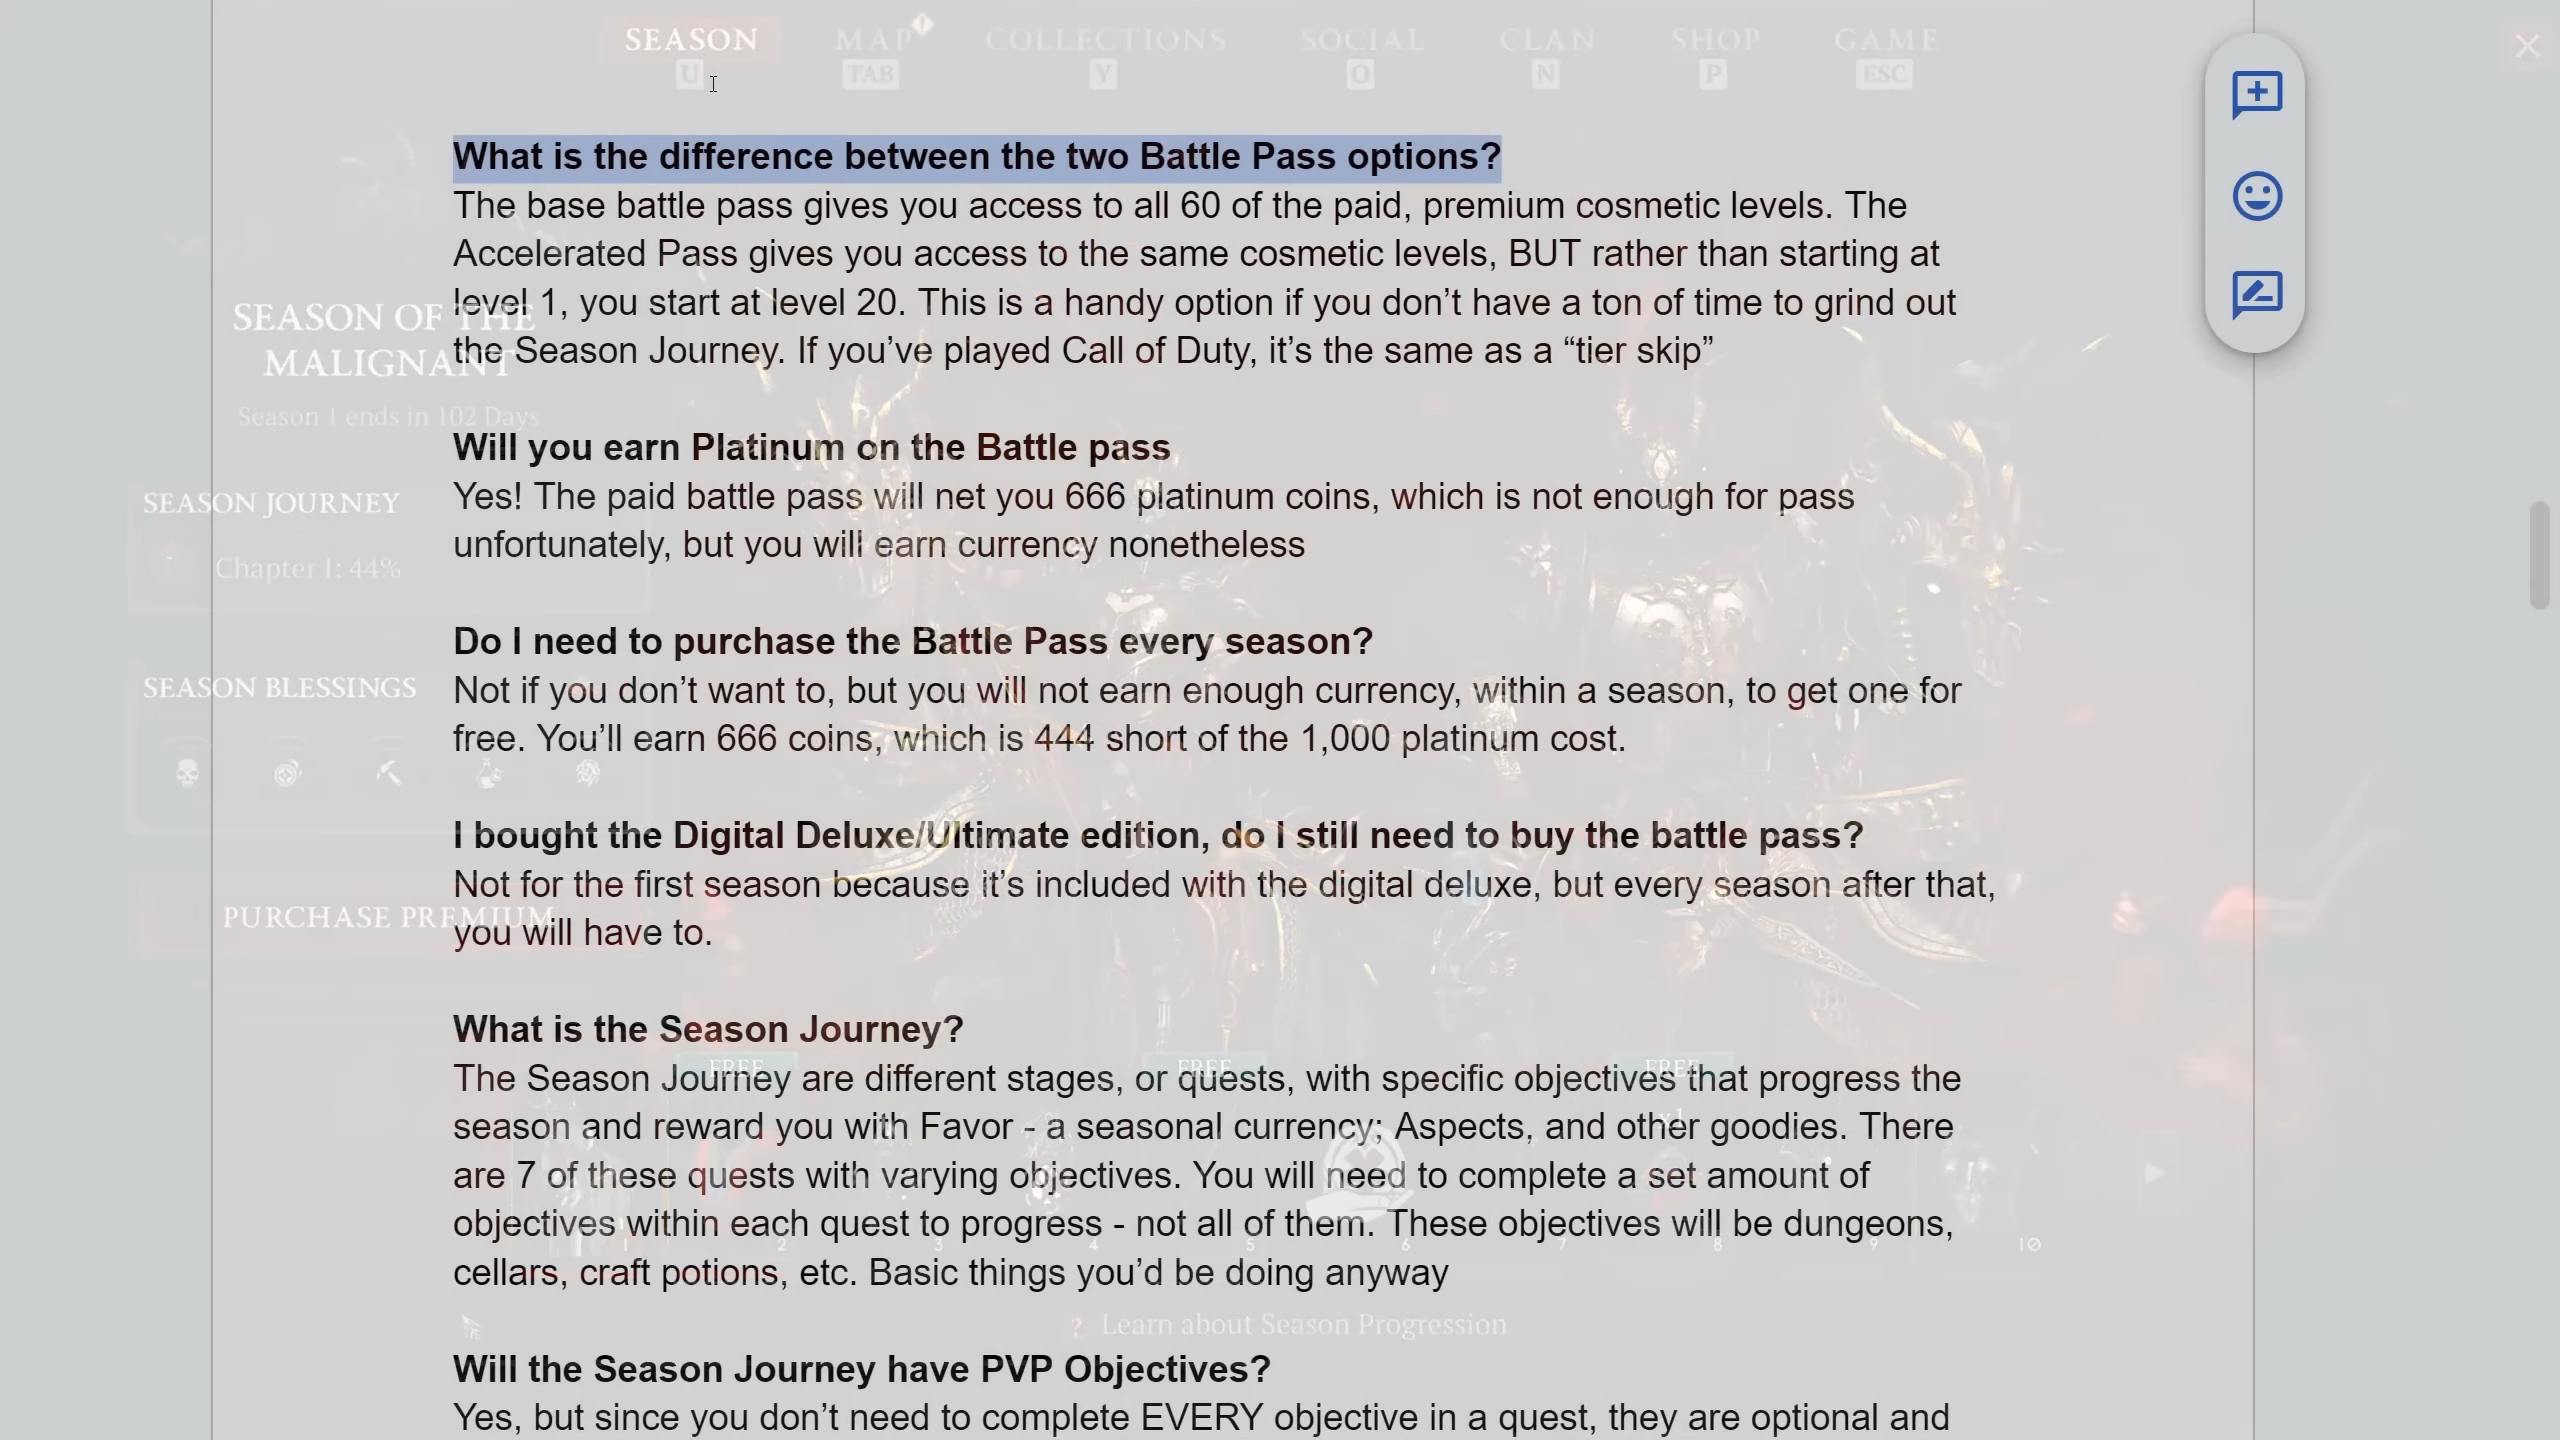 SEASON MAP COLLECTIONS SOCIAL CLAN SHOP GAME
U TAB Y O N P ESC
What is the difference between the two Battle Pass options?
The base battle pass gives you access to all 60 of the paid, premium cosmetic levels. The
Accelerated Pass gives you access to the same cosmetic levels, BUT rather than starting at
level 1, you start at level 20. This is a handy option if you don’t have a ton of time to grind out
the Season Journey. If you’ve played Call of Duty, it’s the same as a “tier skip”
SEASON OF THE
MALIGNANT
Season 1 ends in 102 Days
Will you earn Platinum on the Battle pass
Yes! The paid battle pass will net you 666 platinum coins, which is not enough for pass
unfortunately, but you will earn currency nonetheless
SEASON JOURNEY
Chapter I: 44%
Do I need to purchase the Battle Pass every season?
Not if you don’t want to, but you will not earn enough currency, within a season, to get one for
free. You’ll earn 666 coins, which is 444 short of the 1,000 platinum cost.
SEASON BLESSINGS
I bought the Digital Deluxe/Ultimate edition, do I still need to buy the battle pass?
Not for the first season because it’s included with the digital deluxe, but every season after that,
you will have to.
PURCHASE PREMIUM
What is the Season Journey?
The Season Journey are different stages, or quests, with specific objectives that progress the
season and reward you with Favor - a seasonal currency; Aspects, and other goodies. There
are 7 of these quests with varying objectives. You will need to complete a set amount of
objectives within each quest to progress - not all of them. These objectives will be dungeons,
cellars, craft potions, etc. Basic things you’d be doing anyway
FREE FREE FREE
x1
1 2 3 4 5 6 7 8 9 10
? Learn about Season Progression
Will the Season Journey have PVP Objectives?
Yes, but since you don’t need to complete EVERY objective in a quest, they are optional and